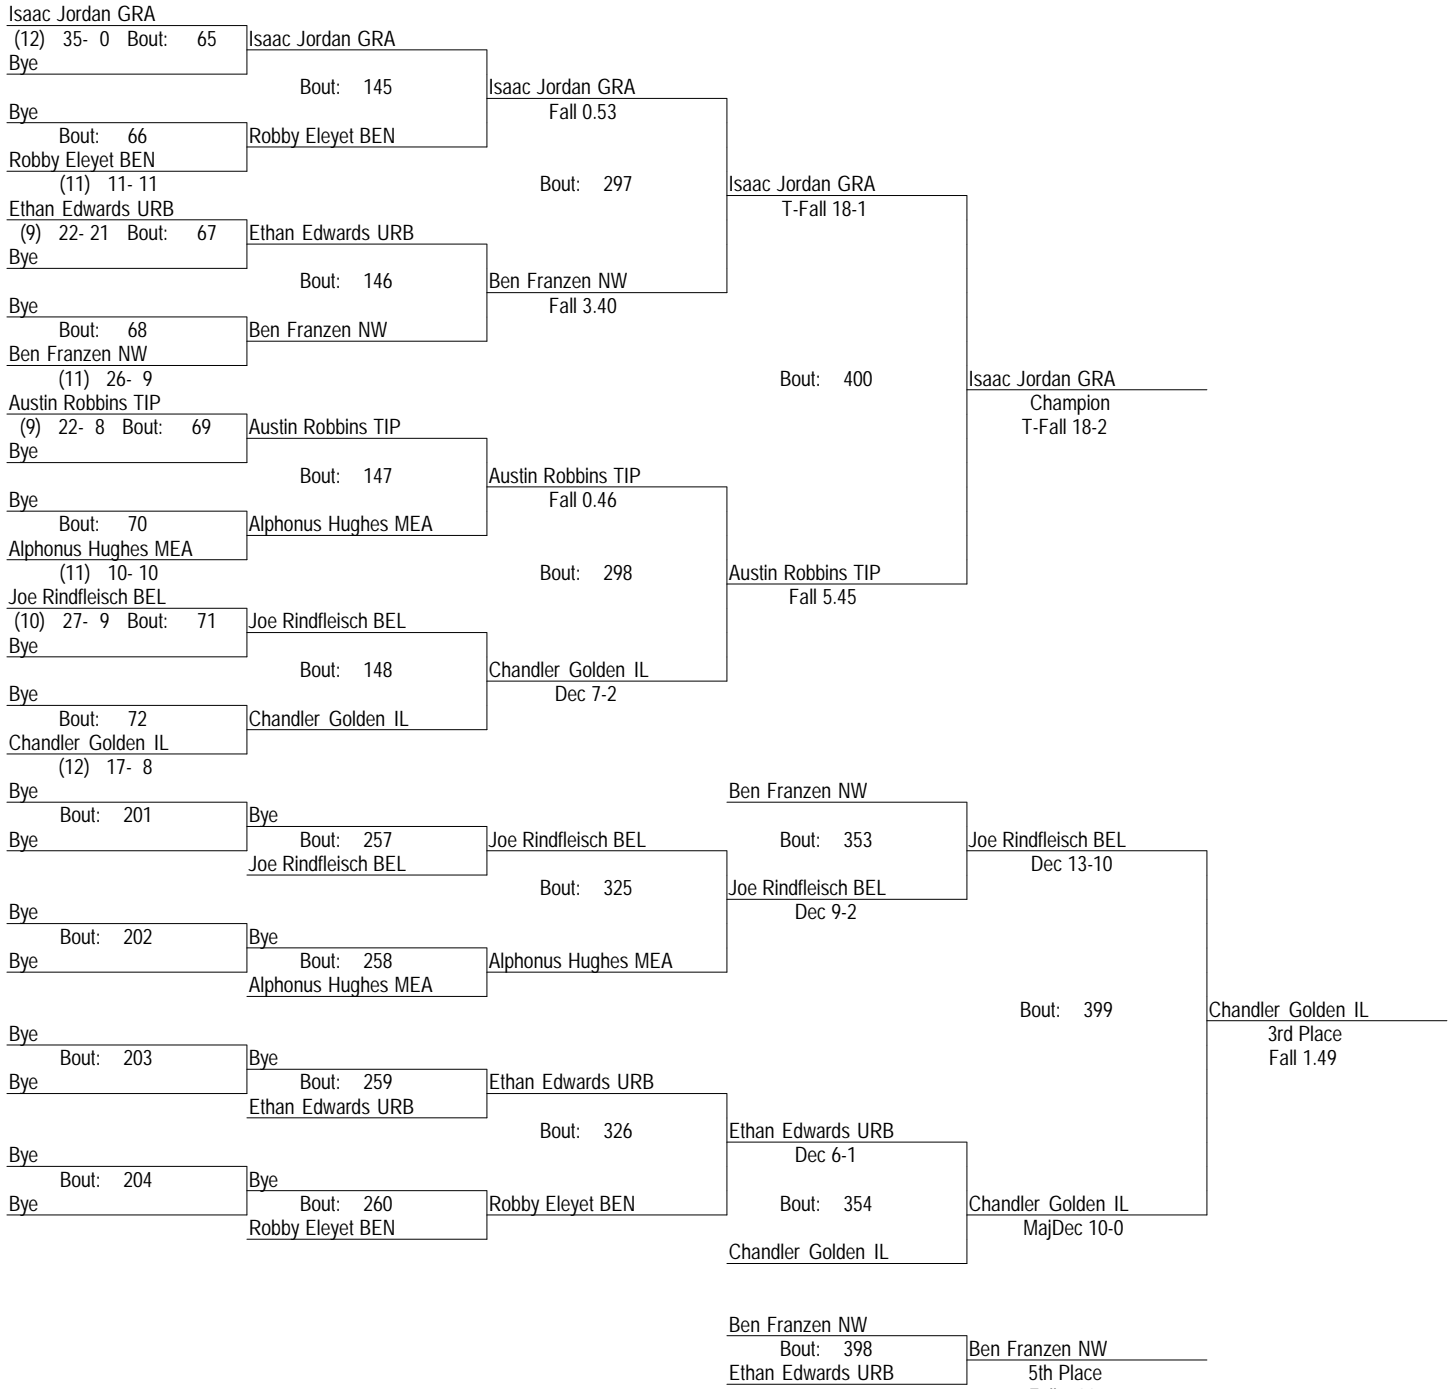 Isaac Jordan GRA
(12) 35- 0 Bout: 65 Isaac Jordan GRA
Bye
Bout: 145 Isaac Jordan GRA
Bye Fall 0.53
Bout: 66 Robby Eleyet BEN
Robby Eleyet BEN
(11) 11- 11 Bout: 297 Isaac Jordan GRA
Ethan Edwards URB T-Fall 18-1
(9) 22- 21 Bout: 67 Ethan Edwards URB
Bye
Bout: 146 Ben Franzen NW
Bye Fall 3.40
Bout: 68 Ben Franzen NW
Ben Franzen NW
(11) 26- 9 Bout: 400 Isaac Jordan GRA
Austin Robbins TIP Champion
(9) 22- 8 Bout: 69 Austin Robbins TIP T-Fall 18-2
Bye
Bout: 147 Austin Robbins TIP
Bye Fall 0.46
Bout: 70 Alphonus Hughes MEA
Alphonus Hughes MEA
(11) 10- 10 Bout: 298 Austin Robbins TIP
Joe Rindfleisch BEL Fall 5.45
(10) 27- 9 Bout: 71 Joe Rindfleisch BEL
Bye
Bout: 148 Chandler Golden IL
Bye Dec 7-2
Bout: 72 Chandler Golden IL
Chandler Golden IL
(12) 17- 8
Bye Ben Franzen NW
Bout: 201 Bye
Bye Bout: 257 Joe Rindfleisch BEL Bout: 353 Joe Rindfleisch BEL
Joe Rindfleisch BEL Dec 13-10
Bout: 325 Joe Rindfleisch BEL
Bye Dec 9-2
Bout: 202 Bye
Bye Bout: 258 Alphonus Hughes MEA
Alphonus Hughes MEA
Bout: 399 Chandler Golden IL
Bye 3rd Place
Bout: 203 Bye Fall 1.49
Bye Bout: 259 Ethan Edwards URB
Ethan Edwards URB
Bout: 326 Ethan Edwards URB
Bye Dec 6-1
Bout: 204 Bye
Bye Bout: 260 Robby Eleyet BEN Bout: 354 Chandler Golden IL
Robby Eleyet BEN MajDec 10-0
Chandler Golden IL
Ben Franzen NW
Bout: 398 Ben Franzen NW
Ethan Edwards URB 5th Place